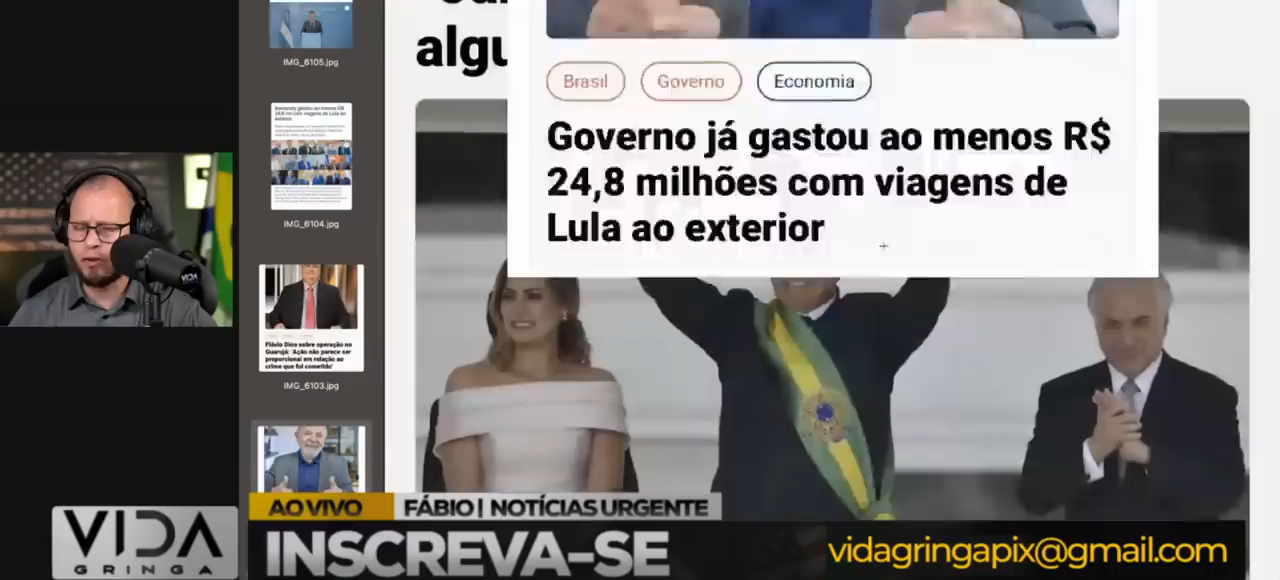 algu
Brasil
Governo
Economia
Governo já gastou ao menos R$
24,8 milhões com viagens de
Lula ao exterior
IMG_6105.jpg
IMG_6104.jpg
Flávio Dino sobre operação no
Guarujá: 'Ação não parece ser
proporcional em relação ao
crime que foi cometido'
IMG_6103.jpg
AO VIVO
FÁBIO| NOTÍCIAS URGENTE
VIDA
GRINGA
INSCREVA-SE
vidagringapix@gmail.com